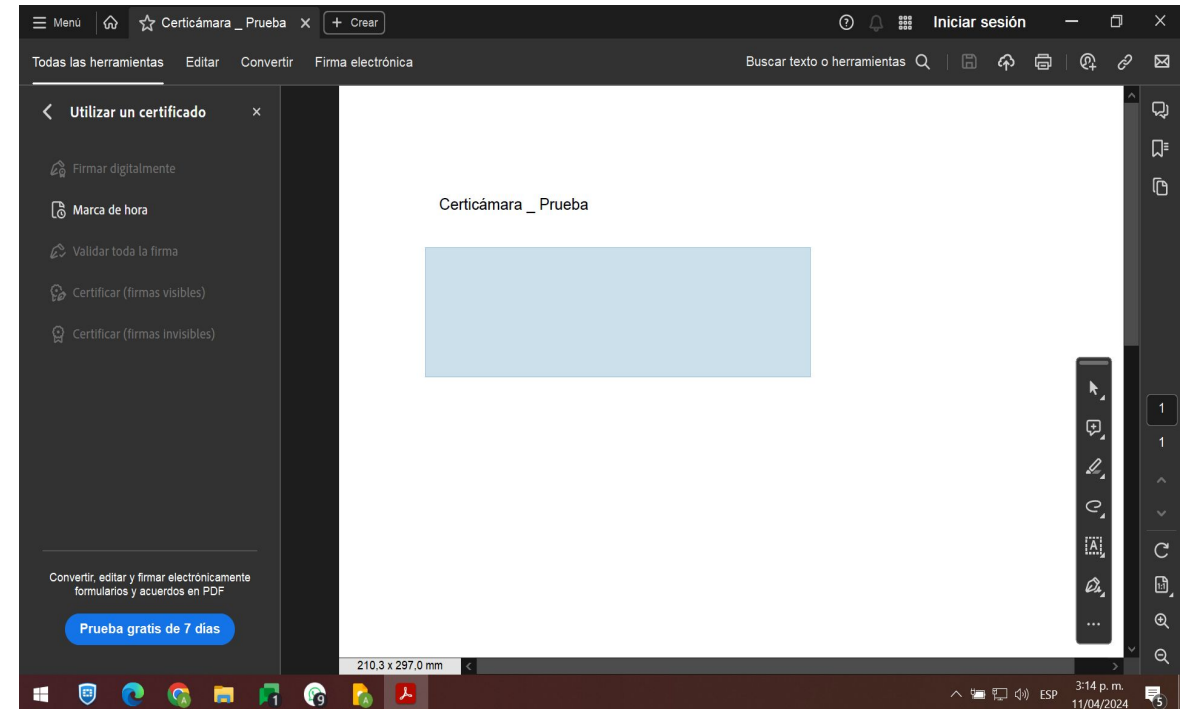 Menú
Certicámara _ Prueba
Crear
Iniciar sesión
Todas las herramientas
Editar
Convertir
Firma electrónica
Buscar texto o herramientas
Utilizar un certificado
Firmar digitalmente
Marca de hora
Validar toda la firma
Certificar (firmas visibles)
Certificar (firmas invisibles)
Certicámara _ Prueba
1
1
Convertir, editar y firmar electrónicamente
formularios y acuerdos en PDF
Prueba gratis de 7 días
210,3 x 297,0 mm
1
9
ESP
3:14 p. m.
11/04/2024
5